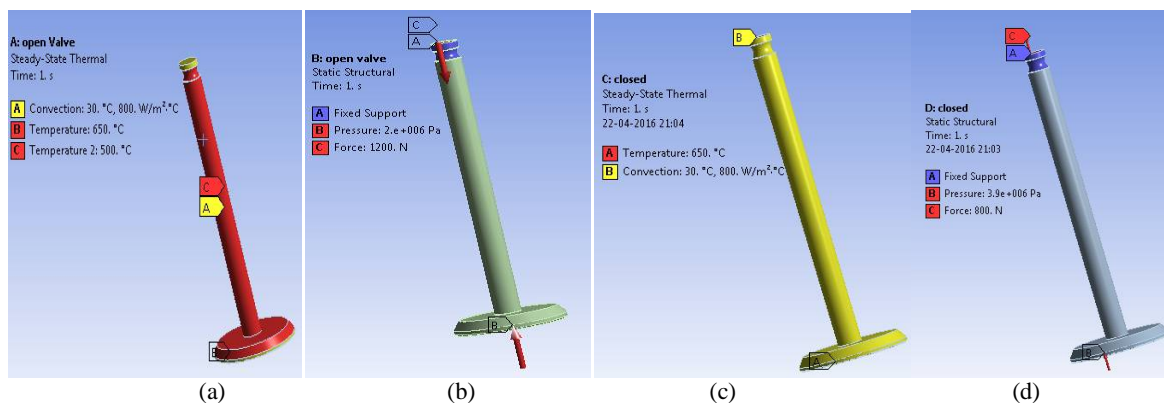 A: open Valve
Steady-State Thermal
Time: 1. s
A Convection: 30. °C, 800. W/m²·°C
B Temperature: 650. °C
C Temperature 2: 500. °C
C
A
B
(a)
C
A
B: open valve
Static Structural
Time: 1. s
A Fixed Support
B Pressure: 2.e+006 Pa
C Force: 1200. N
B
(b)
B
C: closed
Steady-State Thermal
Time: 1. s
22-04-2016 21:04
A Temperature: 650. °C
B Convection: 30. °C, 800. W/m²·°C
A
(c)
C
A
D: closed
Static Structural
Time: 1. s
22-04-2016 21:03
A Fixed Support
B Pressure: 3.9e+006 Pa
C Force: 800. N
B
(d)